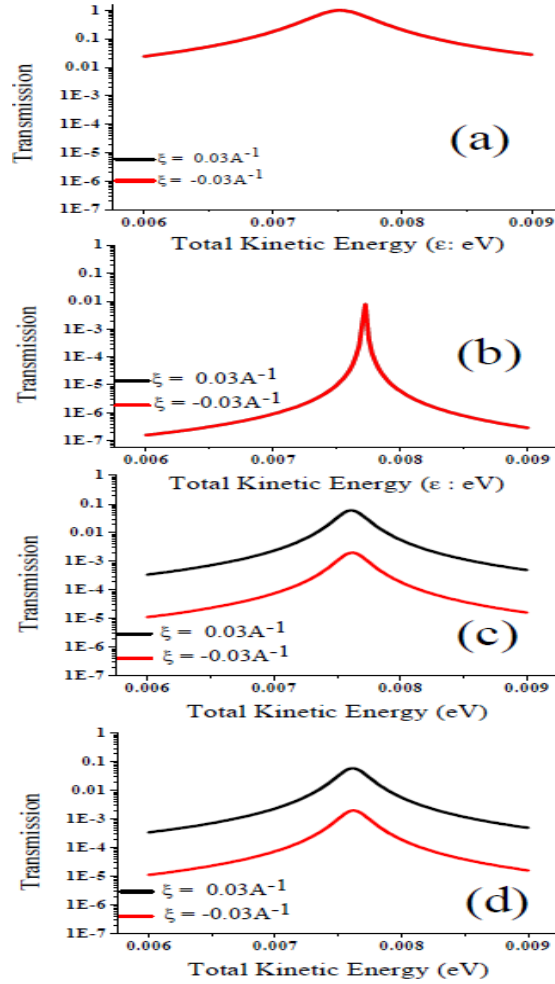 Transmission
1
0.1
0.01
1E-3
1E-4
1E-5
1E-6
1E-7
ξ = 0.03A⁻¹
ξ = -0.03A⁻¹
(a)
0.006 0.007 0.008 0.009
Total Kinetic Energy (ε: eV)
Transmission
1
0.1
0.01
1E-3
1E-4
1E-5
1E-6
1E-7
ξ = 0.03A⁻¹
ξ = -0.03A⁻¹
(b)
0.006 0.007 0.008 0.009
Total Kinetic Energy (ε : eV)
Transmission
1
0.1
0.01
1E-3
1E-4
1E-5
1E-6
1E-7
ξ = 0.03A⁻¹
ξ = -0.03A⁻¹
(c)
0.006 0.007 0.008 0.009
Total Kinetic Energy (eV)
Transmission
1
0.1
0.01
1E-3
1E-4
1E-5
1E-6
1E-7
ξ = 0.03A⁻¹
ξ = -0.03A⁻¹
(d)
0.006 0.007 0.008 0.009
Total Kinetic Energy (eV)